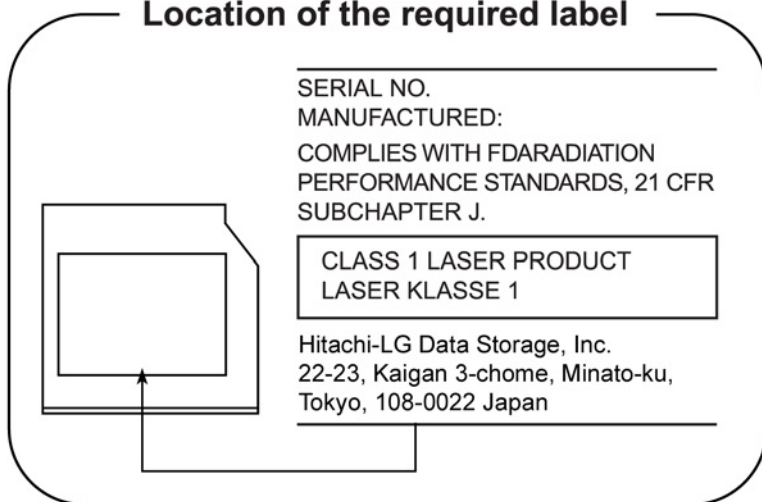 Location of the required label
SERIAL NO.
MANUFACTURED:
COMPLIES WITH FDARADIATION
PERFORMANCE STANDARDS, 21 CFR
SUBCHAPTER J.
CLASS 1 LASER PRODUCT
LASER KLASSE 1
Hitachi-LG Data Storage, Inc.
22-23, Kaigan 3-chome, Minato-ku,
Tokyo, 108-0022 Japan